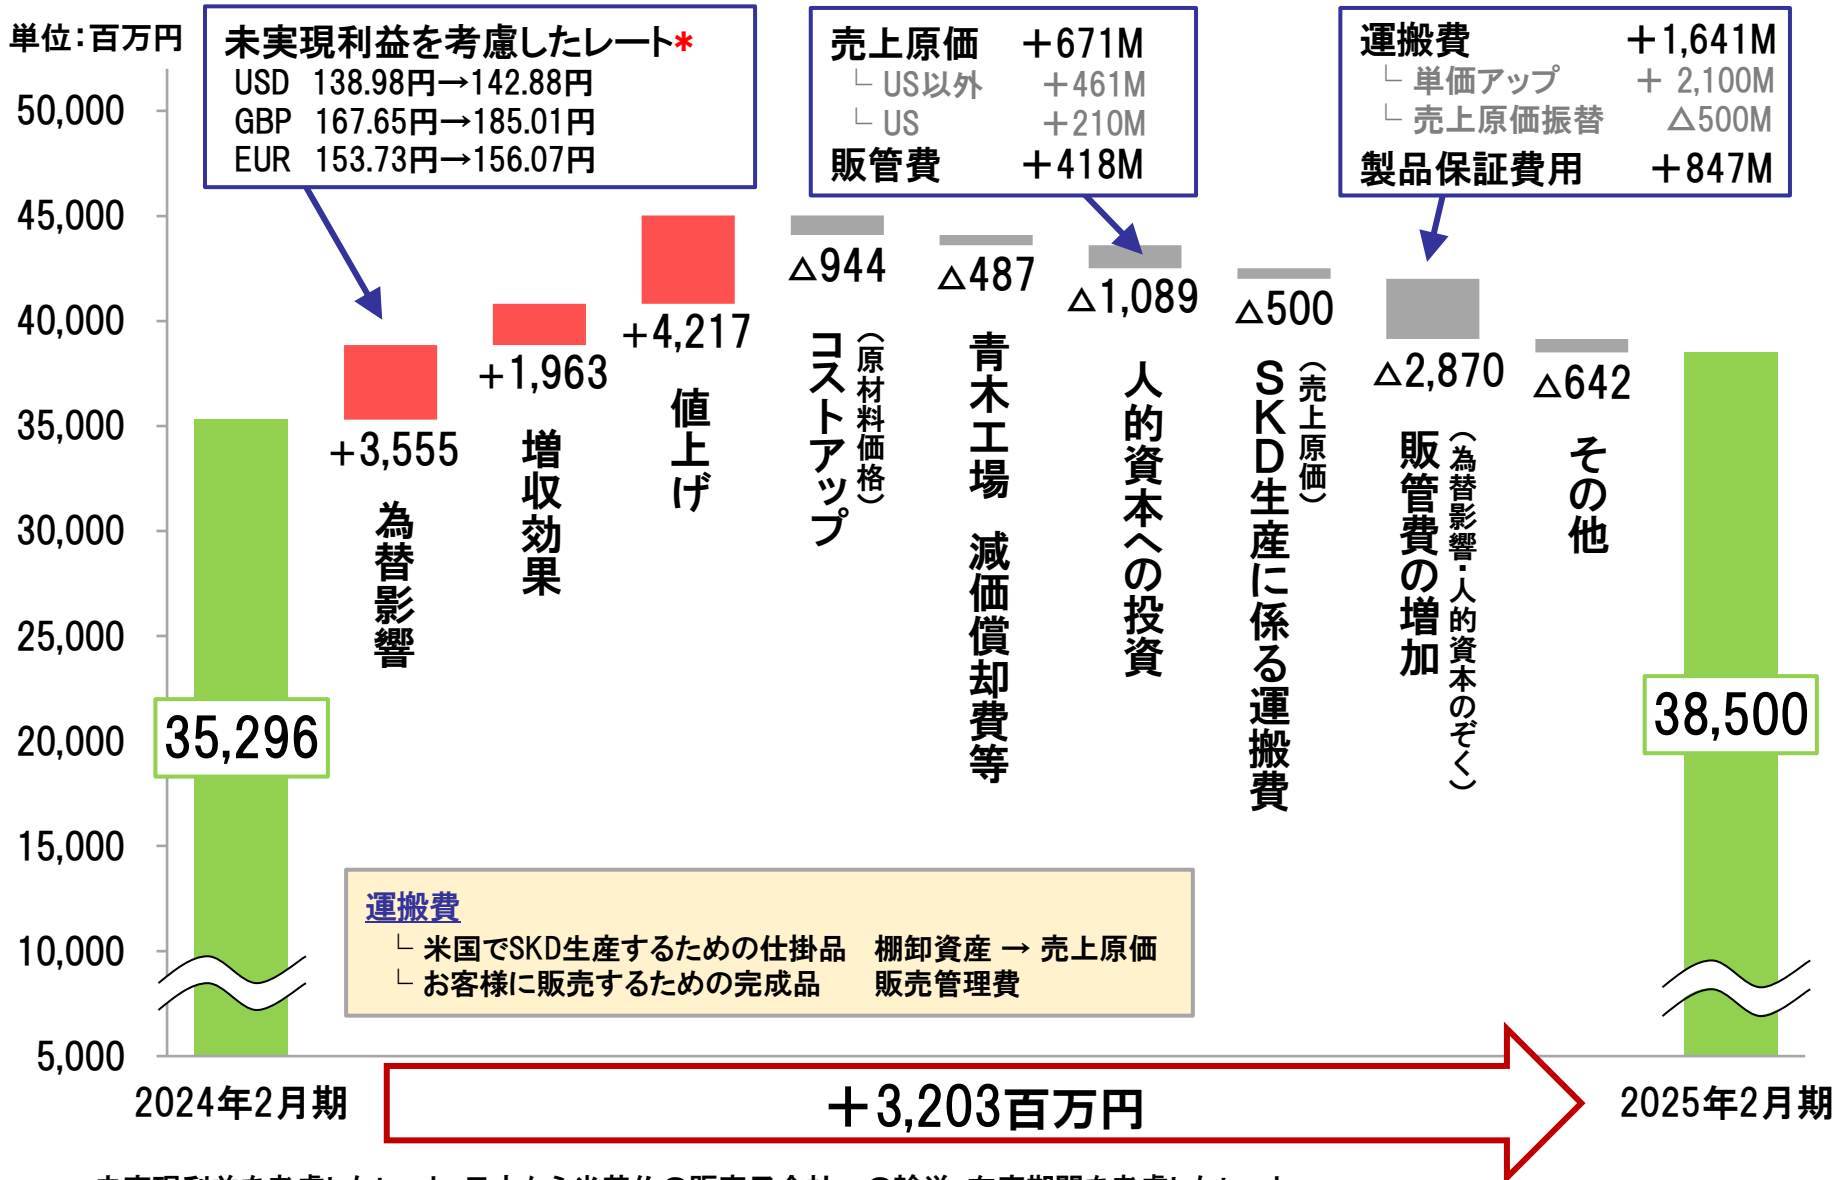 単位：百万円
未実現利益を考慮したレート*
USD 138.98円→142.88円
GBP 167.65円→185.01円
EUR 153.73円→156.07円
売上原価 ＋671M
└ US以外 ＋461M
└ US ＋210M
販管費 ＋418M
運搬費 ＋1,641M
└ 単価アップ ＋ 2,100M
└ 売上原価振替 △500M
製品保証費用 ＋847M
50,000
45,000
40,000
35,000
30,000
25,000
20,000
15,000
10,000
5,000
35,296
＋3,555
為替影響
＋1,963
増収効果
＋4,217
値上げ
△944
コストアップ
（原材料価格）
△487
青木工場 減価償却費等
△1,089
人的資本への投資
△500
ＳＫＤ生産に係る運搬費
（売上原価）
△2,870
販管費の増加
（為替影響・人的資本のぞく）
△642
その他
38,500
運搬費
└ 米国でSKD生産するための仕掛品 棚卸資産 → 売上原価
└ お客様に販売するための完成品 販売管理費
2024年2月期
＋3,203百万円
2025年2月期